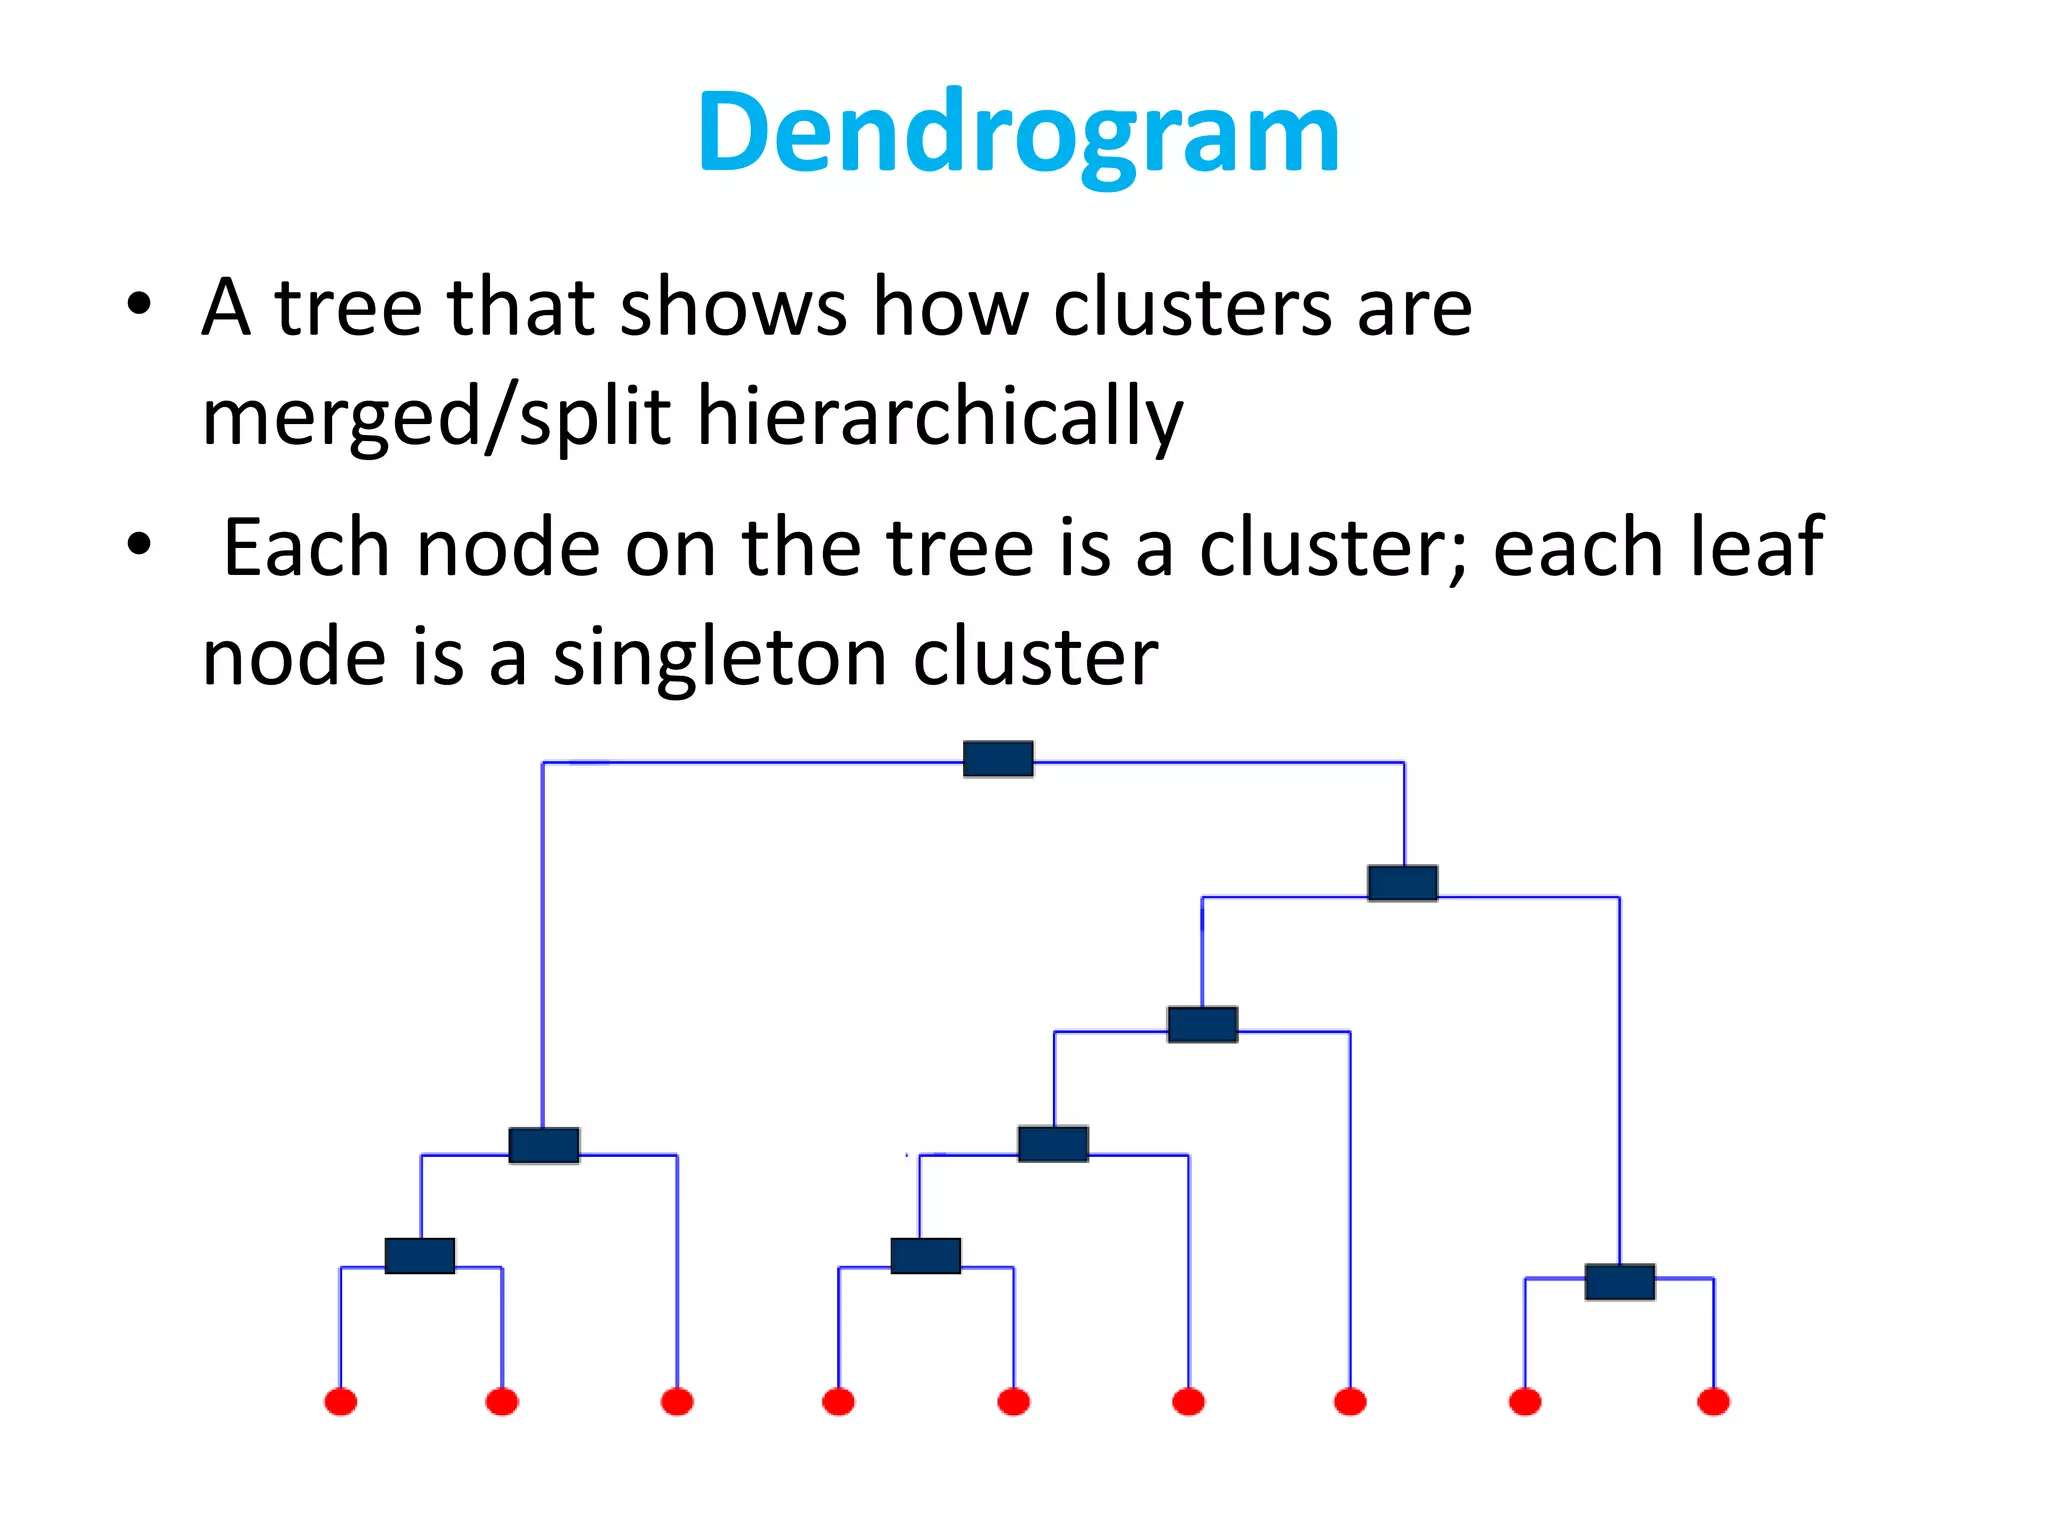 Dendrogram
• A tree that shows how clusters are
merged/split hierarchically
• Each node on the tree is a cluster; each leaf
node is a singleton cluster